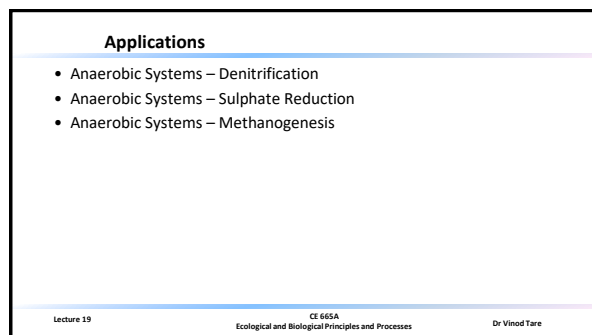 Applications
• Anaerobic Systems – Denitrification
• Anaerobic Systems – Sulphate Reduction
• Anaerobic Systems – Methanogenesis
Lecture 19
CE 665A
Ecological and Biological Principles and Processes
Dr Vinod Tare